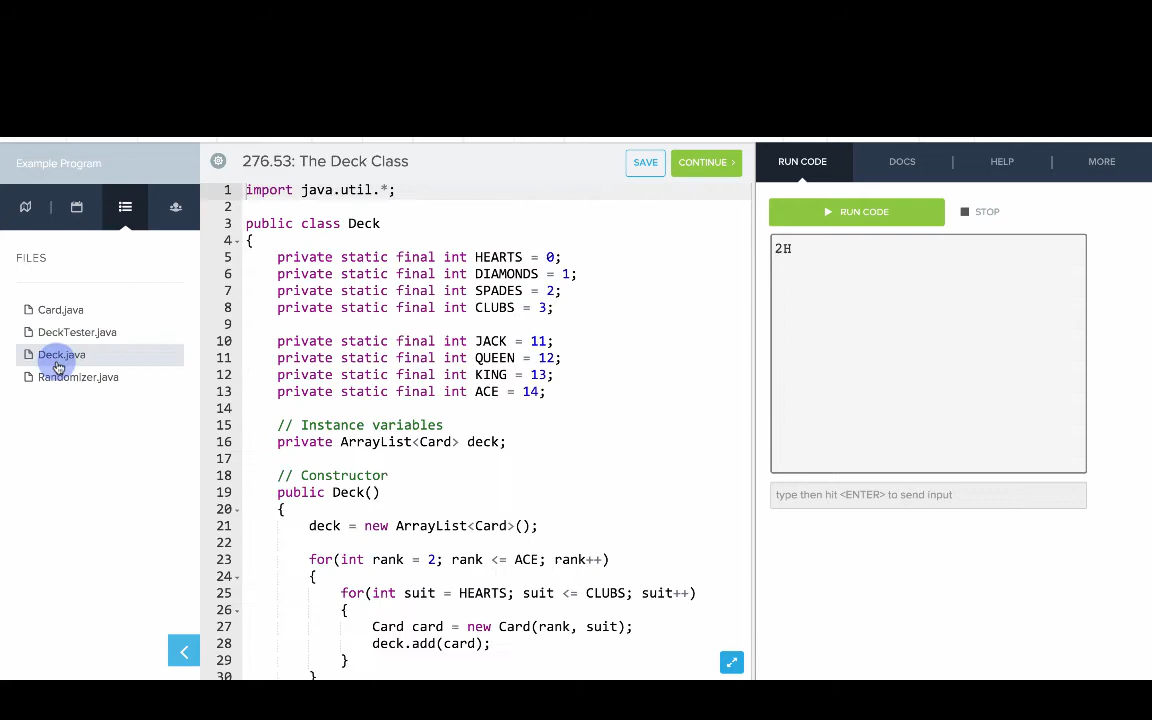 Example Program
276.53: The Deck Class
SAVE
CONTINUE >
RUN CODE
DOCS
HELP
MORE
FILES
Card.java
DeckTester.java
Deck.java
Randomizer.java
1 import java.util.*;
2
3 public class Deck
4 {
5 private static final int HEARTS = 0;
6 private static final int DIAMONDS = 1;
7 private static final int SPADES = 2;
8 private static final int CLUBS = 3;
9
10 private static final int JACK = 11;
11 private static final int QUEEN = 12;
12 private static final int KING = 13;
13 private static final int ACE = 14;
14
15 // Instance variables
16 private ArrayList<Card> deck;
17
18 // Constructor
19 public Deck()
20 {
21 deck = new ArrayList<Card>();
22
23 for(int rank = 2; rank <= ACE; rank++)
24 {
25 for(int suit = HEARTS; suit <= CLUBS; suit++)
26 {
27 Card card = new Card(rank, suit);
28 deck.add(card);
29 }
30 }
RUN CODE
STOP
2H
type then hit <ENTER> to send input